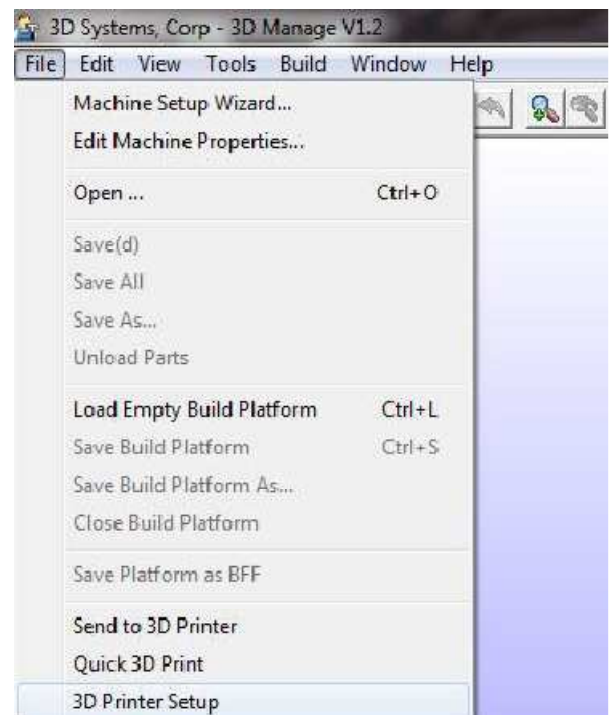 3D Systems, Corp - 3D Manage V1.2
File Edit View Tools Build Window Help
Machine Setup Wizard...
Edit Machine Properties...
Open ... Ctrl+O
Save(d)
Save All
Save As...
Unload Parts
Load Empty Build Platform Ctrl+L
Save Build Platform Ctrl+S
Save Build Platform As...
Close Build Platform
Save Platform as BFF
Send to 3D Printer
Quick 3D Print
3D Printer Setup